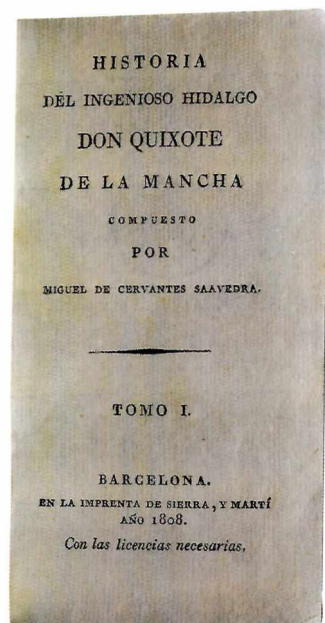 HISTORIA
DEL INGENIOSO HIDALGO
DON QUIXOTE
DE LA MANCHA
COMPUESTO
POR
MIGUEL DE CERVANTES SAAVEDRA.
TOMO I.
BARCELONA.
EN LA IMPRENTA DE SIERRA, Y MARTÍ
AÑO 1808.
Con las licencias necesarias.